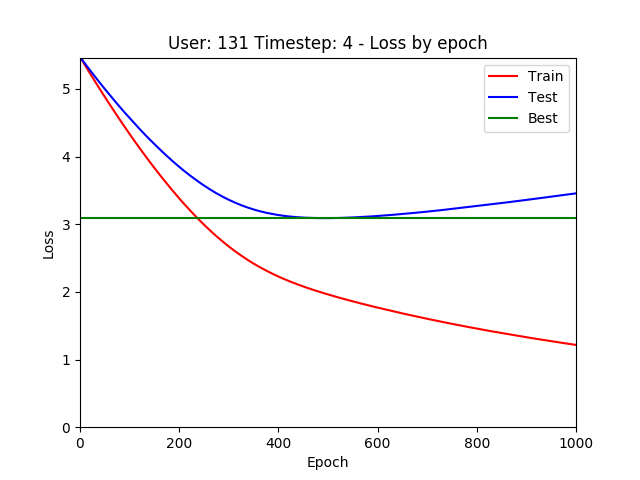 User: 131 Timestep: 4 - Loss by epoch
Train
Test
Best
Loss
5
4
3
2
1
0
0 200 400 600 800 1000
Epoch